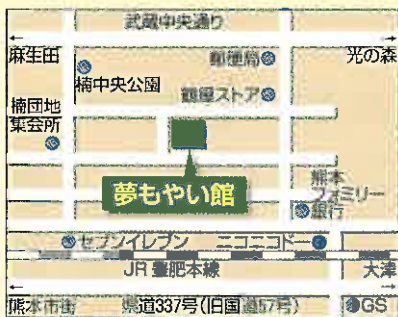 武蔵中央通り
麻生田
郵便局
光の森
楠中央公園
鶴屋ストア
楠団地
集会所
夢もやい館
熊本
ファミリー
銀行
セブンイレブン
ニコニコドー
JR 豊肥本線
大津
熊本市街
県道337号(旧国道57号)
GS